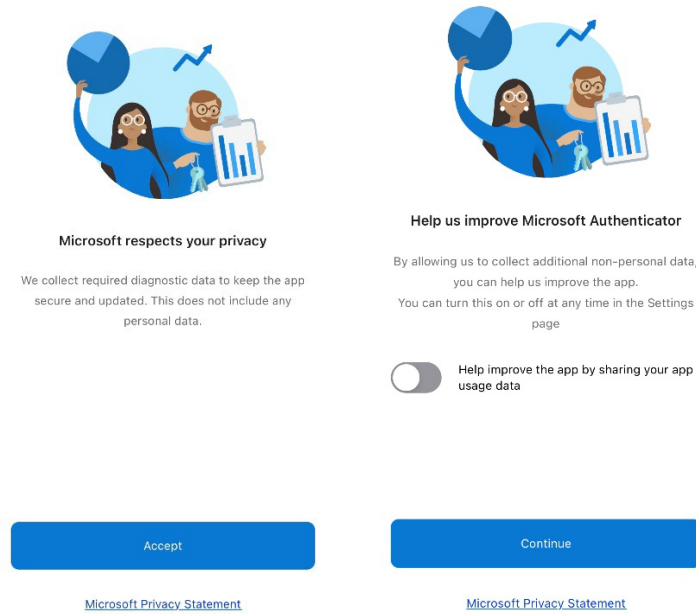 Microsoft respects your privacy
We collect required diagnostic data to keep the app
secure and updated. This does not include any
personal data.
Accept
Microsoft Privacy Statement
Help us improve Microsoft Authenticator
By allowing us to collect additional non-personal data,
you can help us improve the app.
You can turn this on or off at any time in the Settings
page
Help improve the app by sharing your app
usage data
Continue
Microsoft Privacy Statement